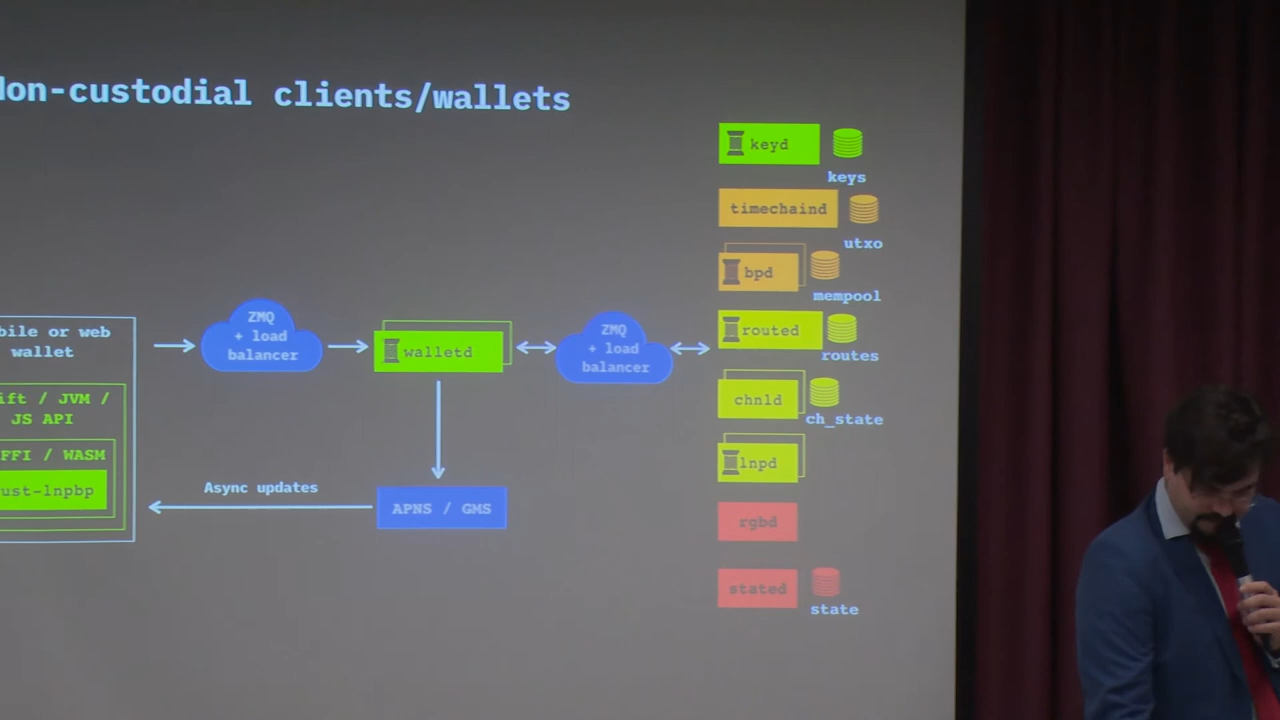 on-custodial clients/wallets
keyd
keys
timechaind
utxo
bpd
mempool
bile or web
wallet
ZMQ
+ load
balancer
walletd
ZMQ
+ load
balancer
routed
routes
ift / JVM /
JS API
chnld
ch_state
FFI / WASM
ust-lnpbp
lnpd
Async updates
APNS / GMS
rgbd
stated
state